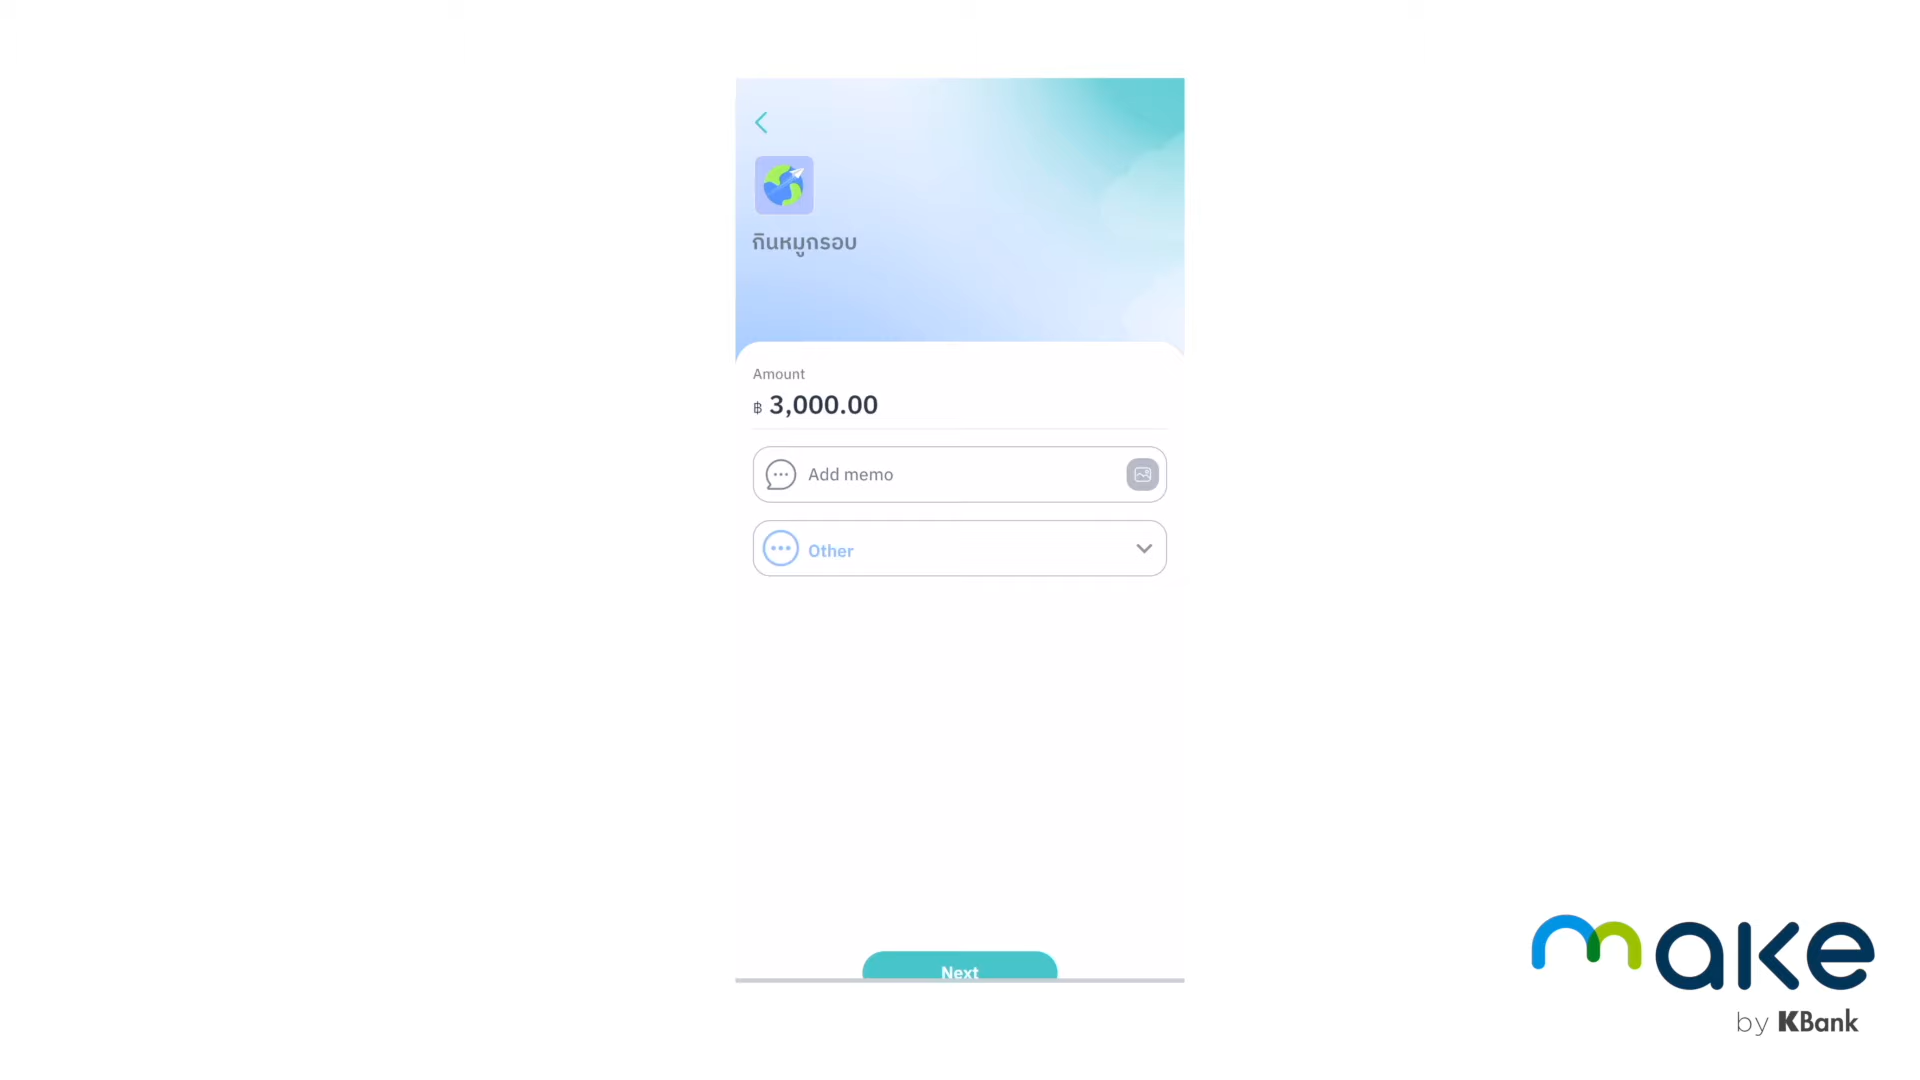 กินหมูกรอบ
Amount
฿ 3,000.00
Add memo
Other
Next
make
by KBank